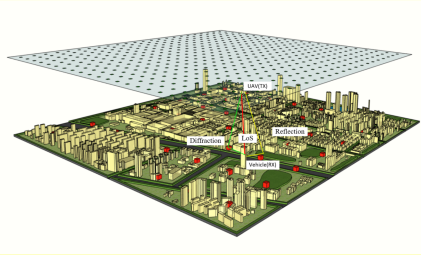 UAV(TX)
Diffraction
LoS
Reflection
Vehicle(RX)